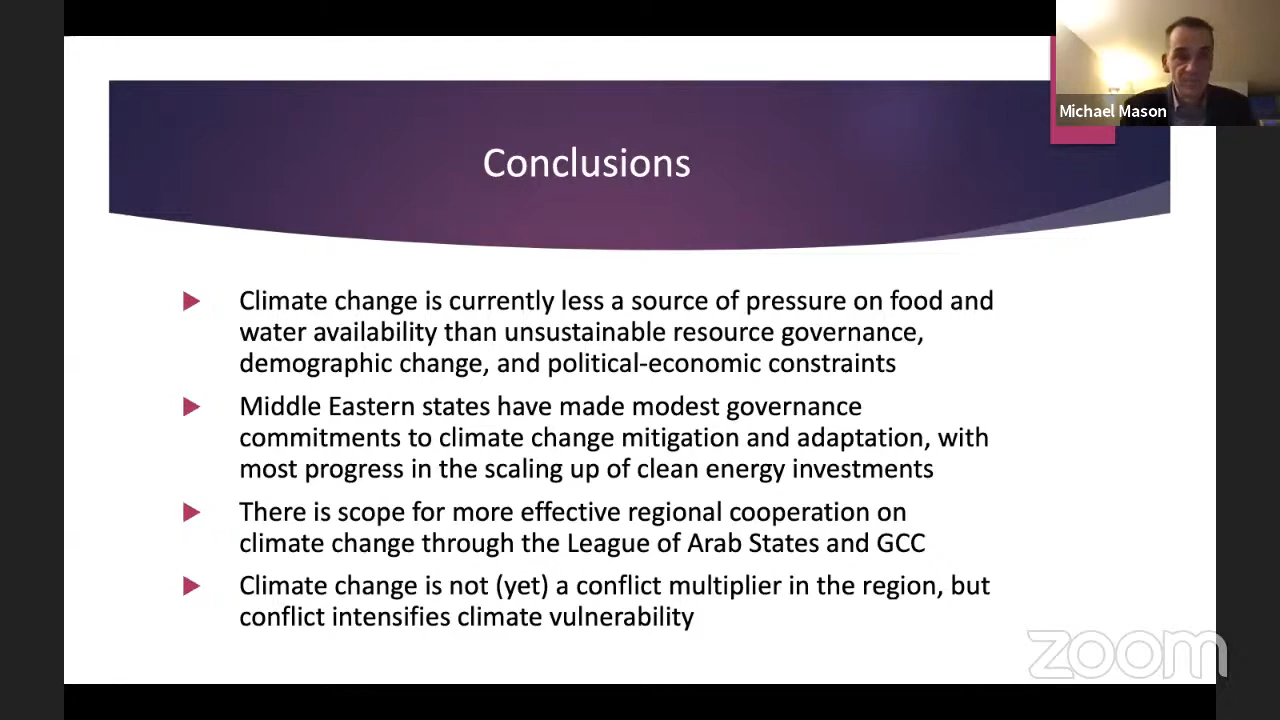 Michael Mason
Conclusions
Climate change is currently less a source of pressure on food and
water availability than unsustainable resource governance,
demographic change, and political-economic constraints
Middle Eastern states have made modest governance
commitments to climate change mitigation and adaptation, with
most progress in the scaling up of clean energy investments
There is scope for more effective regional cooperation on
climate change through the League of Arab States and GCC
Climate change is not (yet) a conflict multiplier in the region, but
conflict intensifies climate vulnerability
zoom